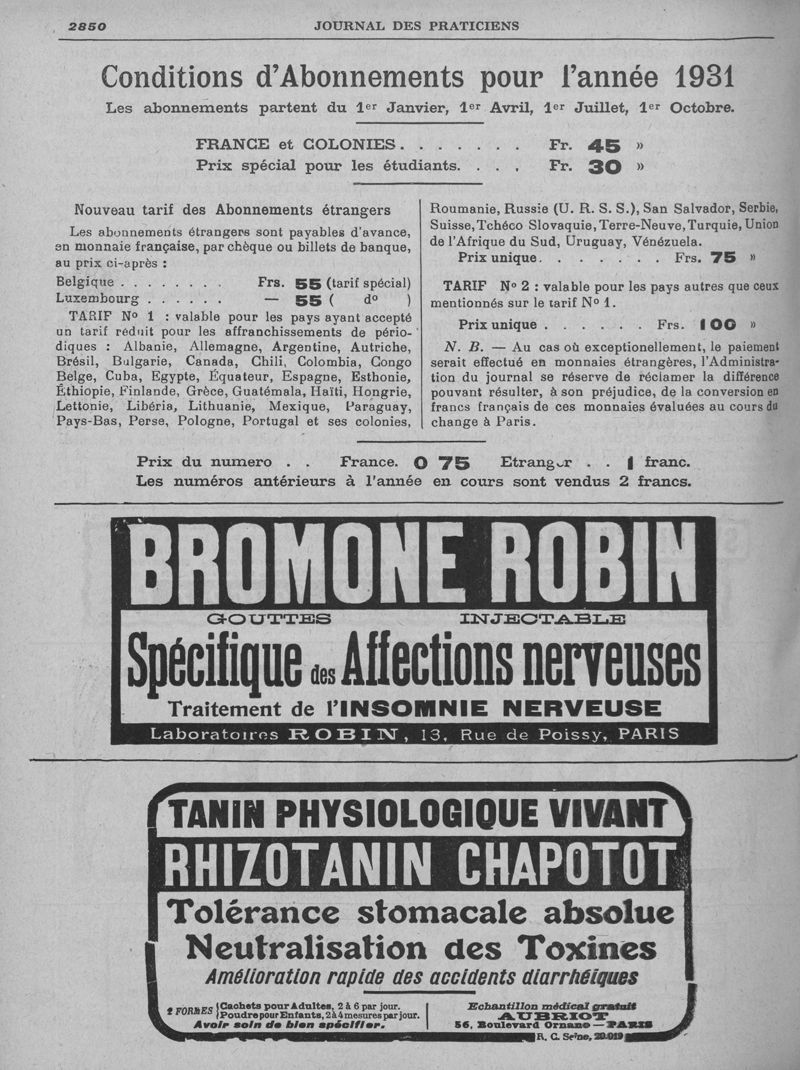 2850
JOURNAL DES PRATICIENS
Conditions d'Abonnements pour l'année 1931
Les abonnements partent du 1er Janvier, 1er Avril, 1er Juillet, 1er Octobre.
FRANCE et COLONIES. . . . . . . Fr. 45 »
Prix spécial pour les étudiants. . . . Fr. 30 »
Nouveau tarif des Abonnements étrangers
Les abonnements étrangers sont payables d'avance,
en monnaie française, par chèque ou billets de banque,
au prix ci-après :
Belgique . . . . . . . . Frs. 55 (tarif spécial)
Luxembourg . . . . . . — 55 ( do )
TARIF No 1 : valable pour les pays ayant accepté
un tarif réduit pour les affranchissements de pério-
diques : Albanie, Allemagne, Argentine, Autriche,
Brésil, Bulgarie, Canada, Chili, Colombia, Congo
Belge, Cuba, Egypte, Équateur, Espagne, Esthonie,
Éthiopie, Finlande, Grèce, Guatémala, Haïti, Hongrie,
Lettonie, Libéria, Lithuanie, Mexique, Paraguay,
Pays-Bas, Perse, Pologne, Portugal et ses colonies,
Roumanie, Russie (U. R. S. S.), San Salvador, Serbie,
Suisse, Tchéco Slovaquie, Terre-Neuve, Turquie, Union
de l'Afrique du Sud, Uruguay, Vénézuela.
Prix unique. . . . . . . . Frs. 75 »
TARIF No 2 : valable pour les pays autres que ceux
mentionnés sur le tarif No 1.
Prix unique . . . . . . Frs. 100 »
N. B. — Au cas où exceptionellement, le paiement
serait effectué en monnaies étrangères, l'Administra-
tion du journal se réserve de réclamer la différence
pouvant résulter, à son préjudice, de la conversion en
francs français de ces monnaies évaluées au cours du
change à Paris.
Prix du numero . . France. 0 75 Etranger . . 1 franc.
Les numéros antérieurs à l'année en cours sont vendus 2 francs.
BROMONE ROBIN
GOUTTES INJECTABLE
Spécifique des Affections nerveuses
Traitement de l'INSOMNIE NERVEUSE
Laboratoires ROBIN, 13, Rue de Poissy, PARIS
TANIN PHYSIOLOGIQUE VIVANT
RHIZOTANIN CHAPOTOT
Tolérance stomacale absolue
Neutralisation des Toxines
Amélioration rapide des accidents diarrhéiques
2 FORMES
Cachets pour Adultes, 2 à 6 par jour.
Poudre pour Enfants, 2 à 4 mesures par jour.
Avoir soin de bien spécifier.
Echantillon médical gratuit
AUBRIOT
56, Boulevard Ornano — PARIS
R. C. Seine, 29.919